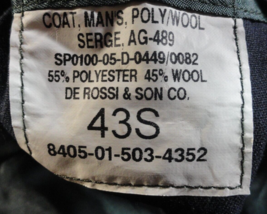 COAT, MAN'S, POLY/WOOL
SERGE, AG-489
SP0100-05-D-0449/0082
55% POLYESTER 45% WOOL
DE ROSSI & SON CO.
43S
8405-01-503-4352